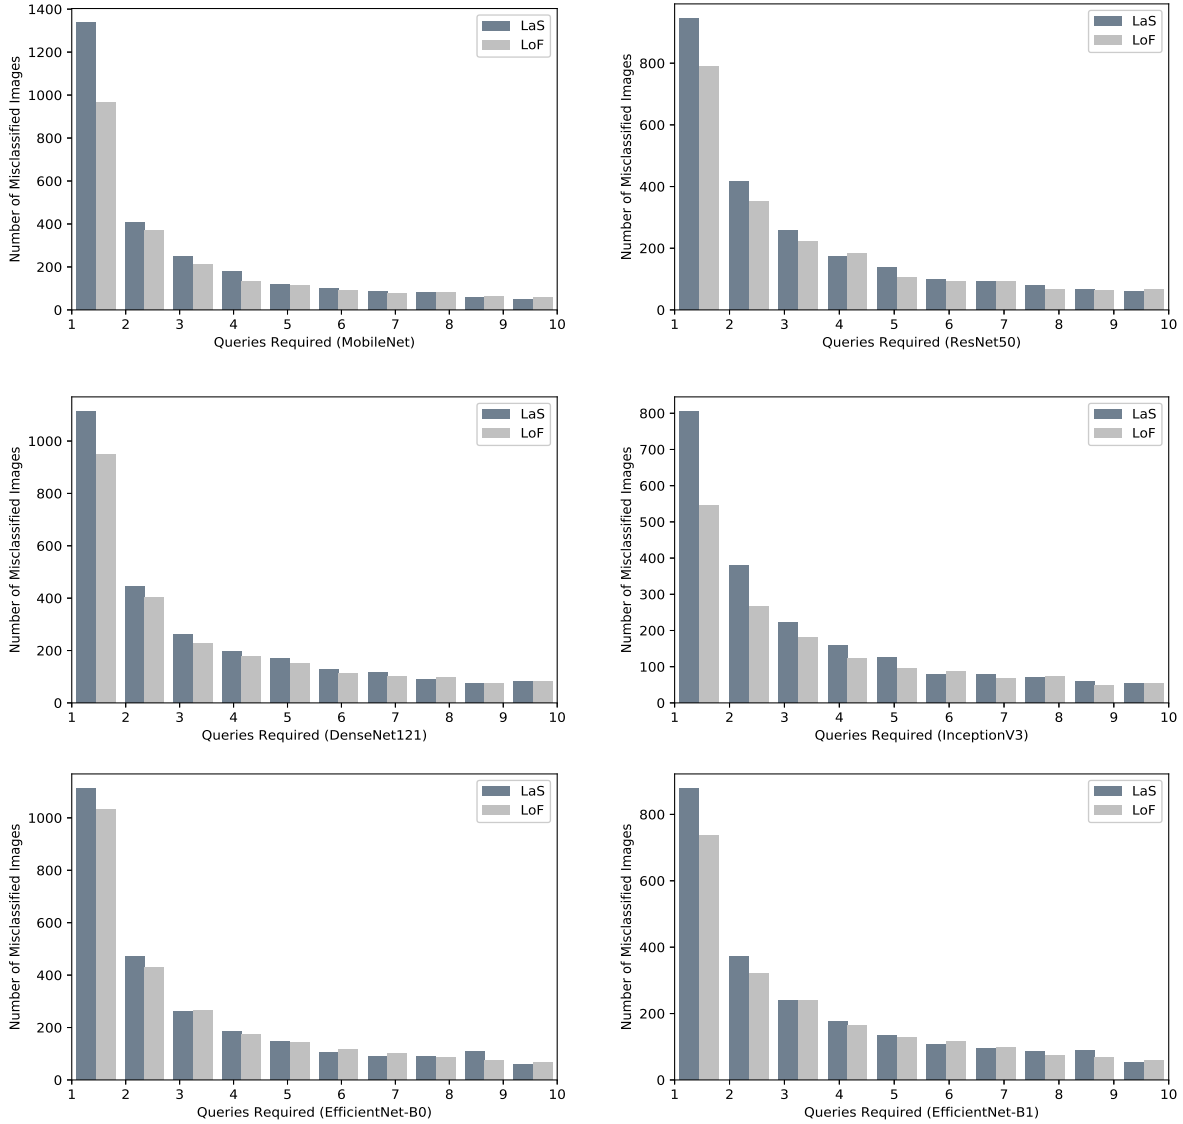 1400
1200
1000
800
600
400
200
0
Number of Misclassified Images
LaS
LoF
1 2 3 4 5 6 7 8 9 10
Queries Required (MobileNet)
800
600
400
200
0
Number of Misclassified Images
LaS
LoF
1 2 3 4 5 6 7 8 9 10
Queries Required (ResNet50)
1000
800
600
400
200
0
Number of Misclassified Images
LaS
LoF
1 2 3 4 5 6 7 8 9 10
Queries Required (DenseNet121)
800
700
600
500
400
300
200
100
0
Number of Misclassified Images
LaS
LoF
1 2 3 4 5 6 7 8 9 10
Queries Required (InceptionV3)
1000
800
600
400
200
0
Number of Misclassified Images
LaS
LoF
1 2 3 4 5 6 7 8 9 10
Queries Required (EfficientNet-B0)
800
600
400
200
0
Number of Misclassified Images
LaS
LoF
1 2 3 4 5 6 7 8 9 10
Queries Required (EfficientNet-B1)